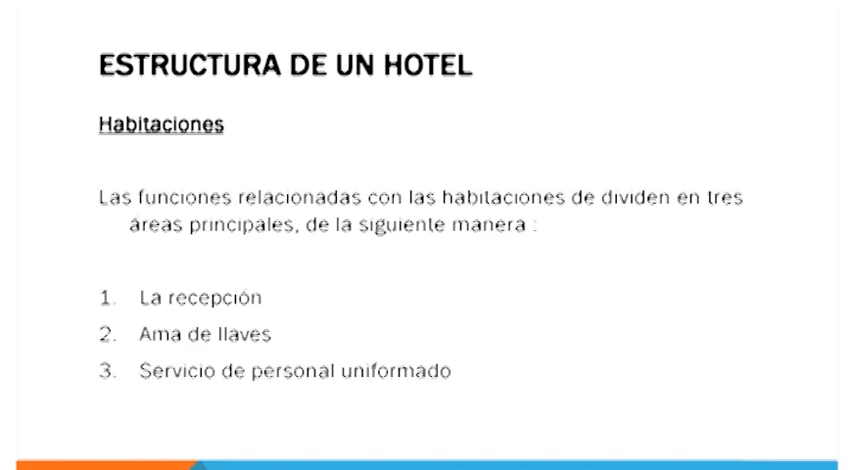 ESTRUCTURA DE UN HOTEL
Habitaciones
Las funciones relacionadas con las habitaciones de dividen en tres
áreas principales, de la siguiente manera :
1. La recepción
2. Ama de llaves
3. Servicio de personal uniformado